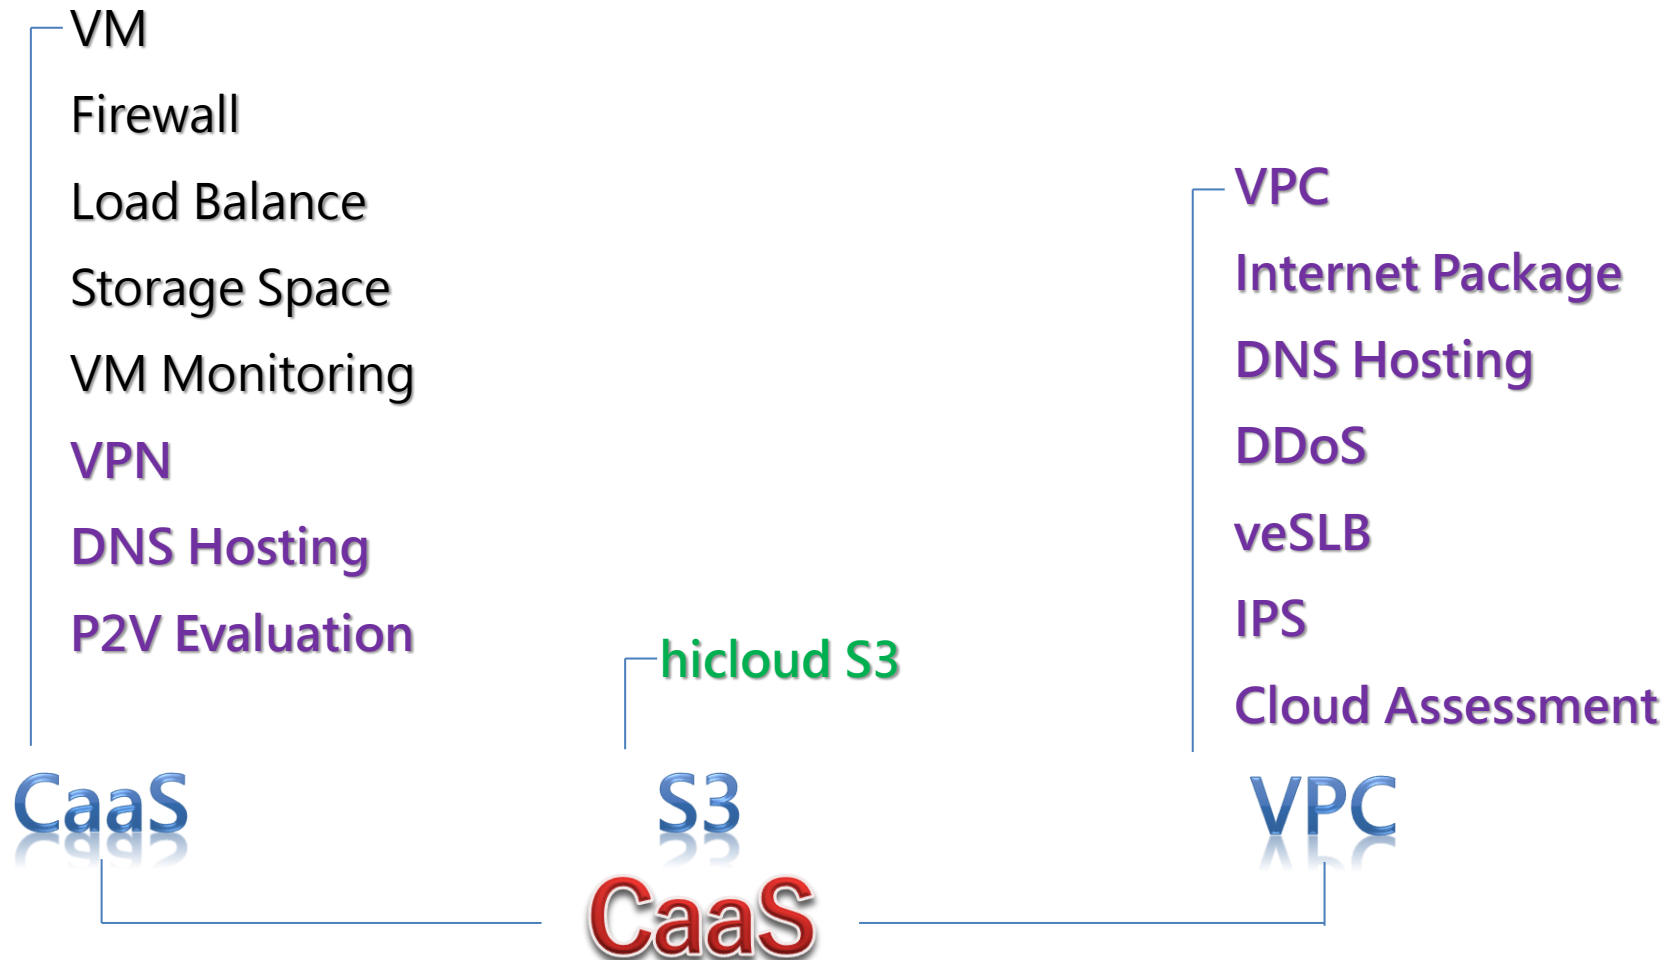 VM
Firewall
Load Balance
Storage Space
VM Monitoring
VPN
DNS Hosting
P2V Evaluation
hicloud S3
VPC
Internet Package
DNS Hosting
DDoS
veSLB
IPS
Cloud Assessment
CaaS
S3
VPC
CaaS